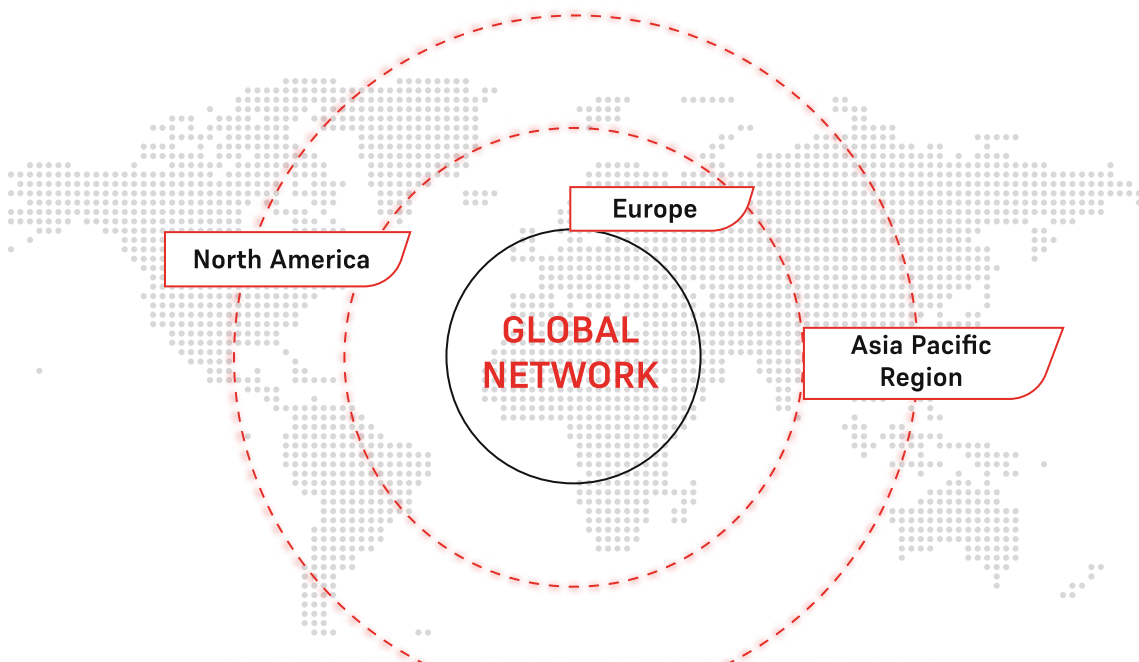 Europe
North America
GLOBAL
NETWORK
Asia Pacific
Region